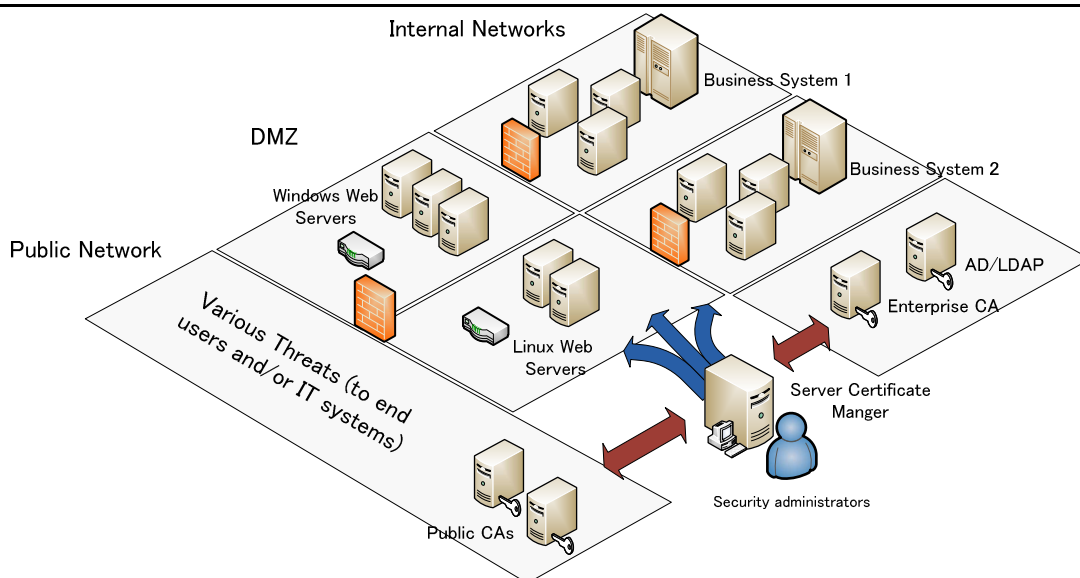 Internal Networks
Business System 1
DMZ
Business System 2
Windows Web
Servers
Public Network
AD/LDAP
Enterprise CA
Various Threats (to end
users and/or IT systems)
Linux Web
Servers
Server Certificate
Manger
Security administrators
Public CAs